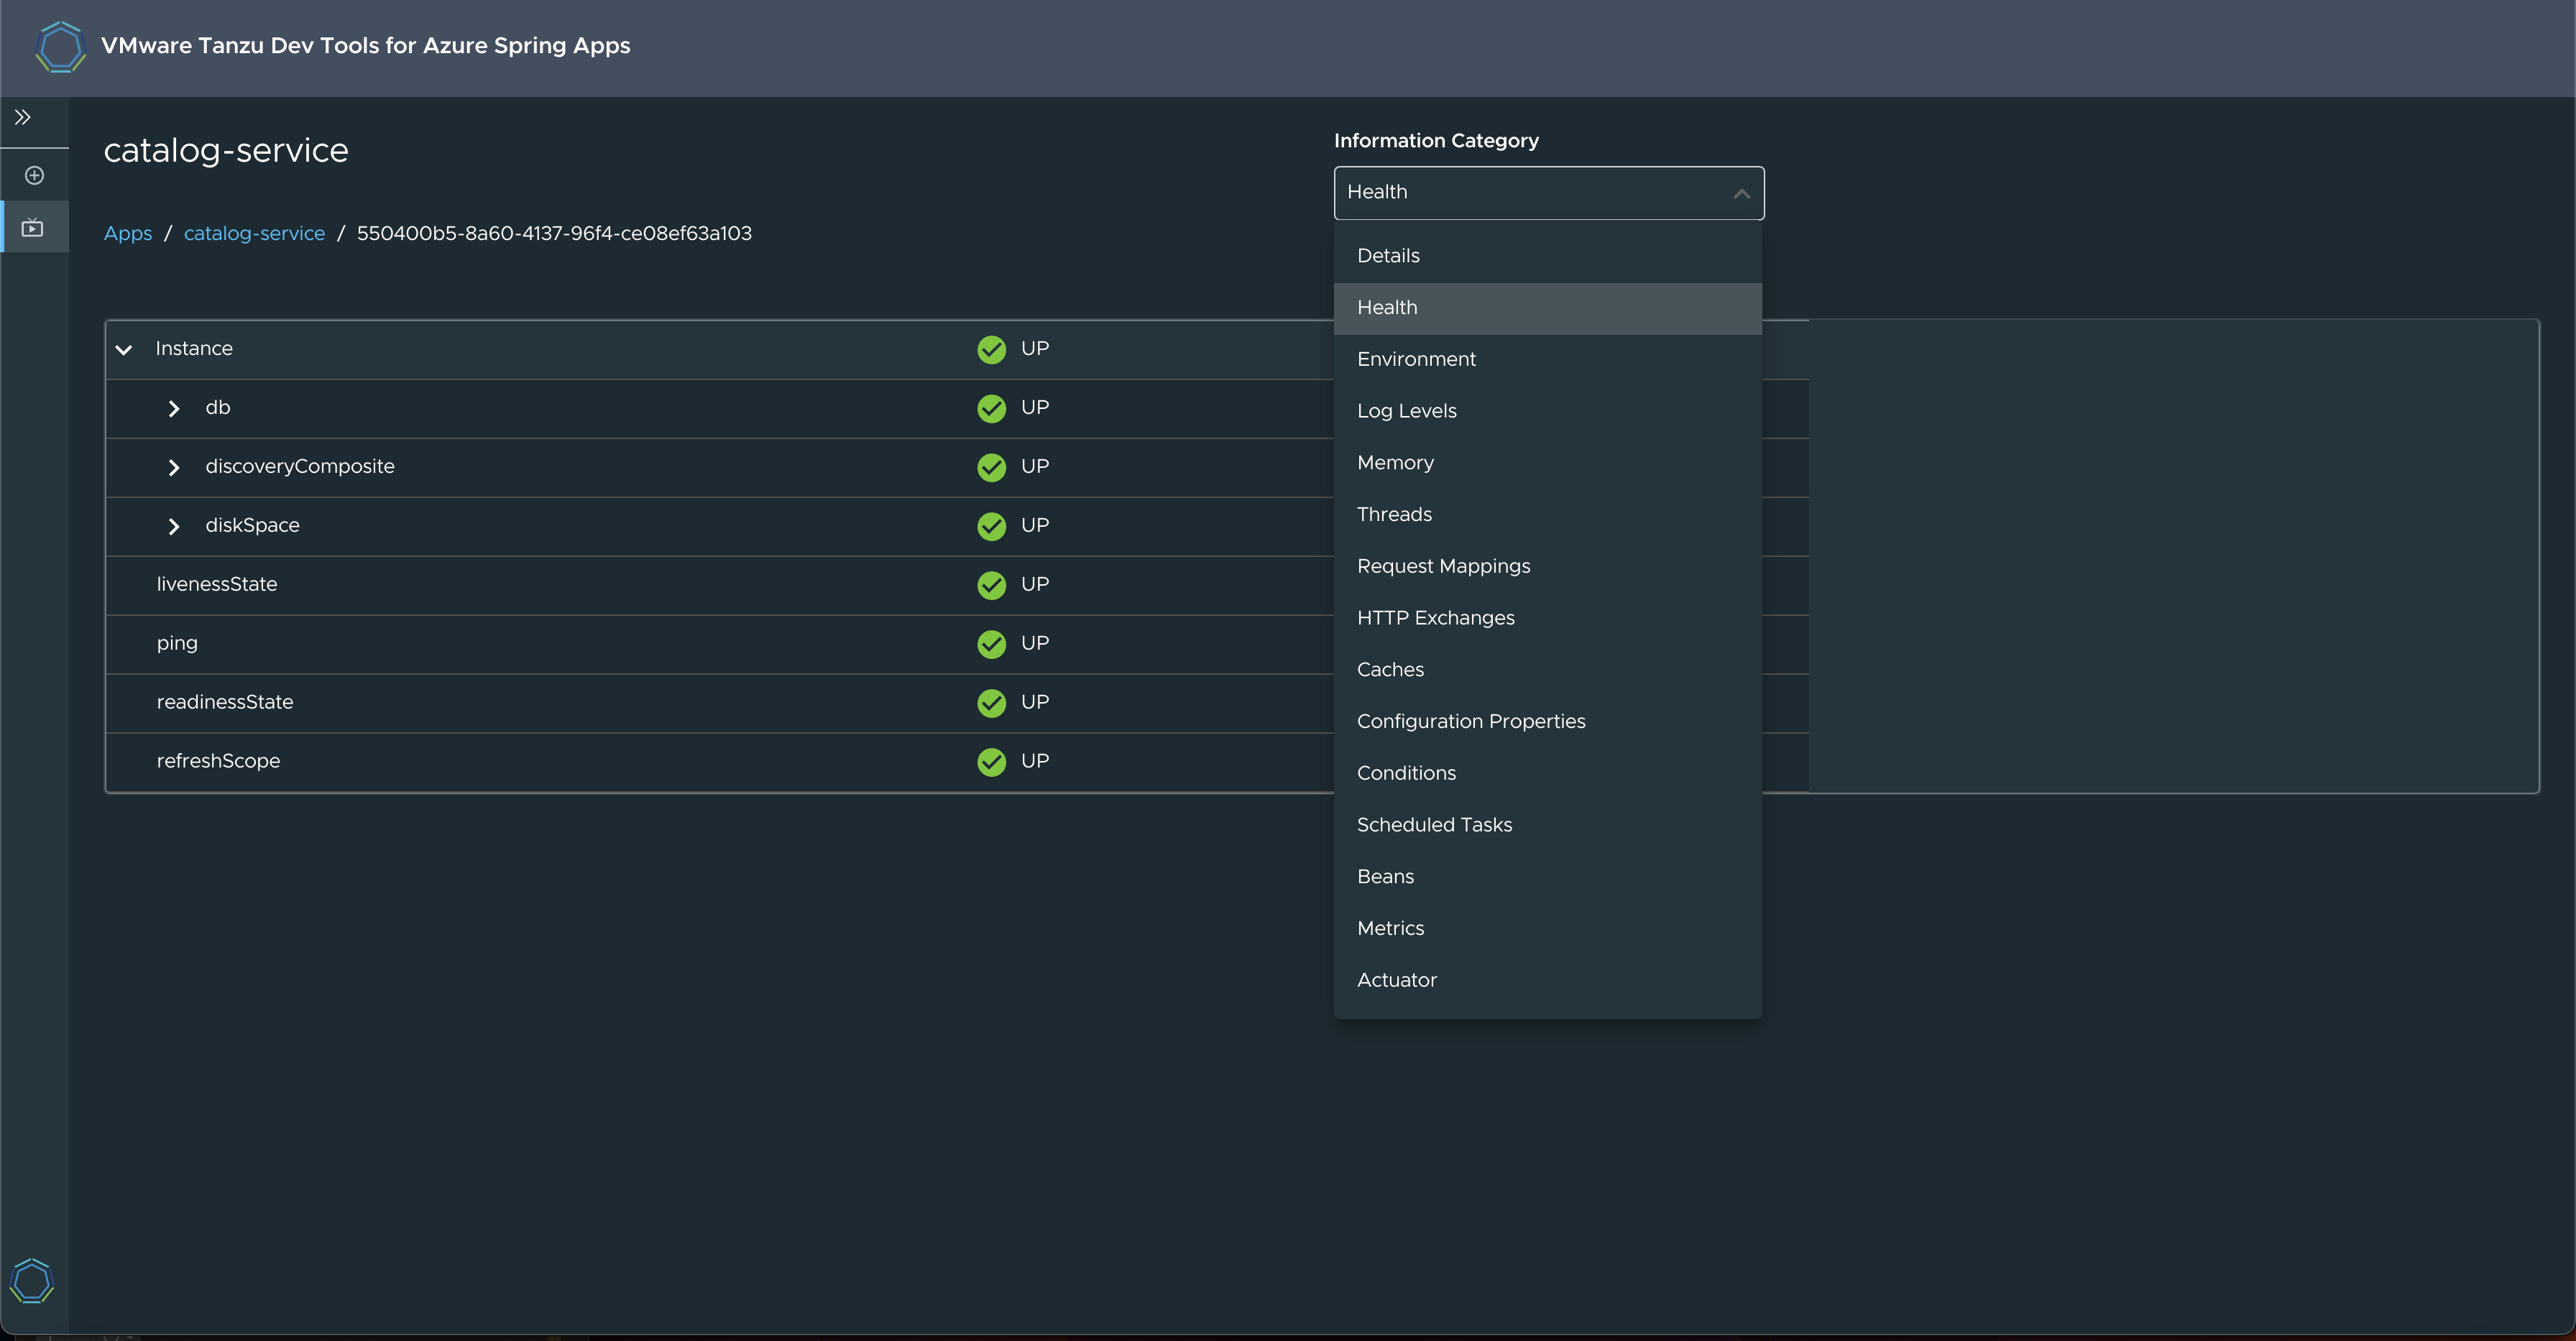 VMware Tanzu Dev Tools for Azure Spring Apps
catalog-service
Apps / catalog-service / 550400b5-8a60-4137-96f4-ce08ef63a103
Information Category
Health
Details
Health
Environment
Log Levels
Memory
Threads
Request Mappings
HTTP Exchanges
Caches
Configuration Properties
Conditions
Scheduled Tasks
Beans
Metrics
Actuator
Instance UP
db UP
discoveryComposite UP
diskSpace UP
livenessState UP
ping UP
readinessState UP
refreshScope UP